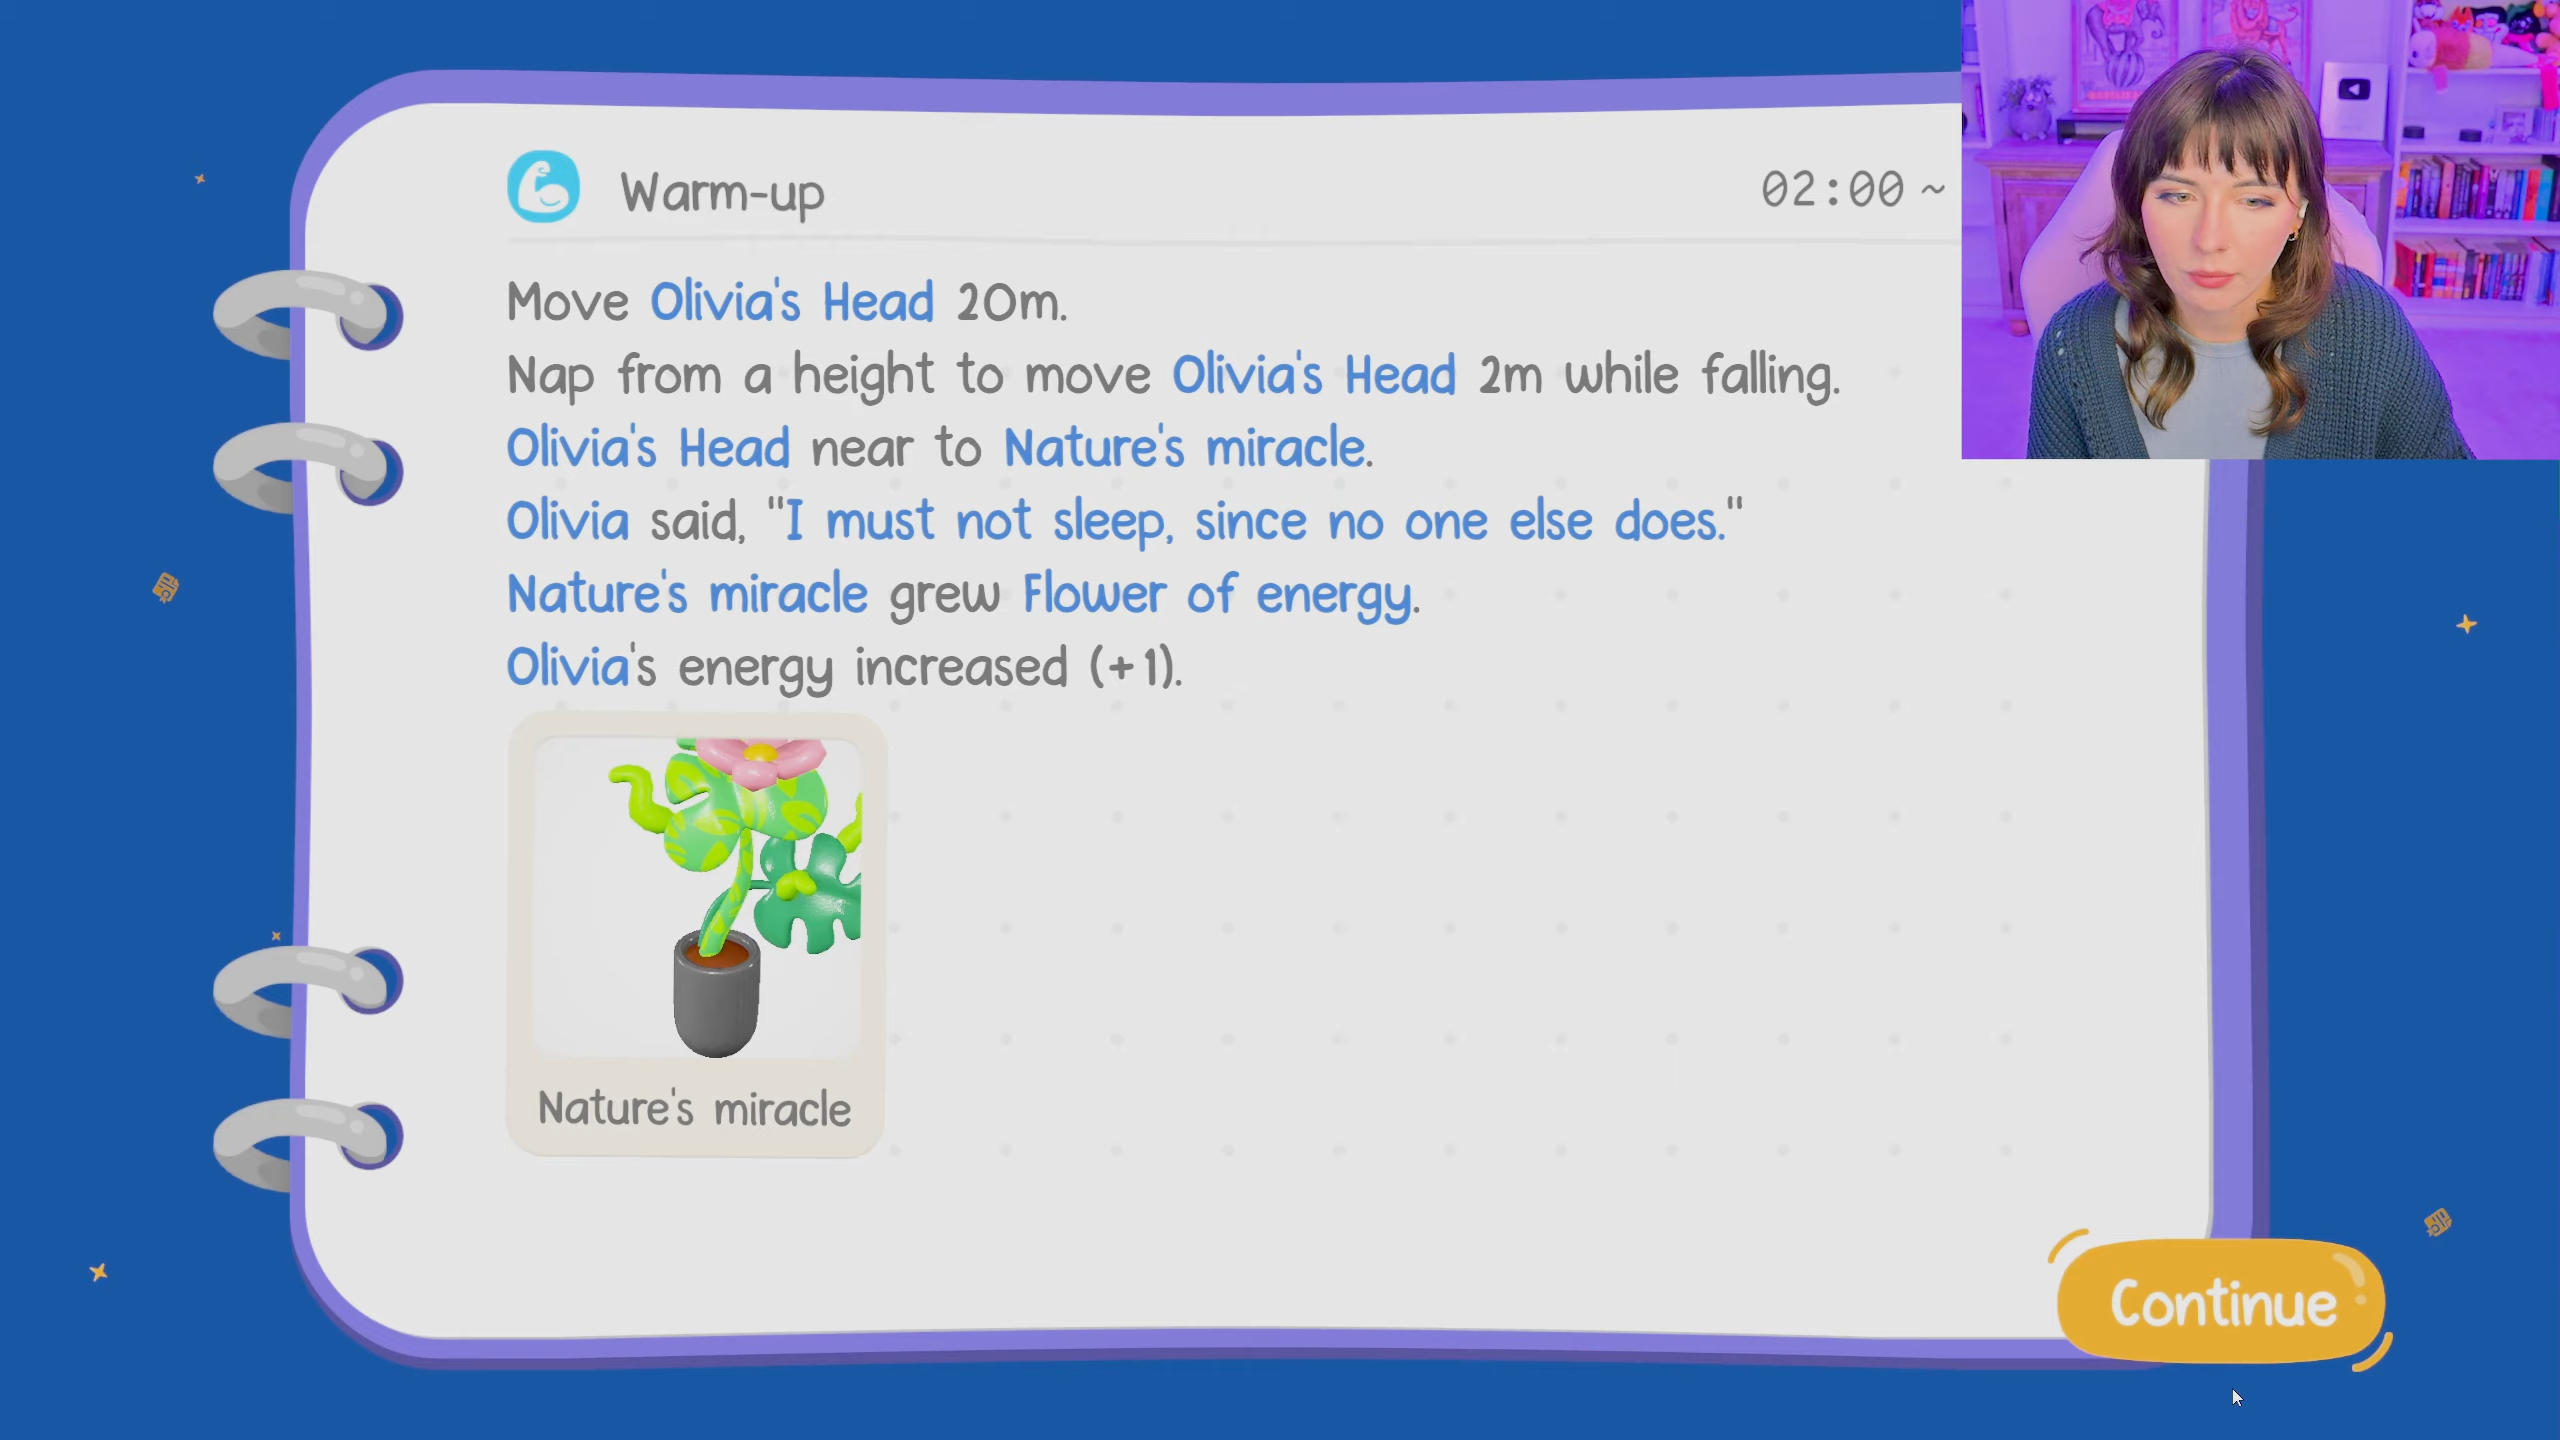 Warm-up
02:00 ~
Move Olivia's Head 20m.
Nap from a height to move Olivia's Head 2m while falling.
Olivia's Head near to Nature's miracle.
Olivia said, "I must not sleep, since no one else does."
Nature's miracle grew Flower of energy.
Olivia's energy increased (+1).
Nature's miracle
Continue